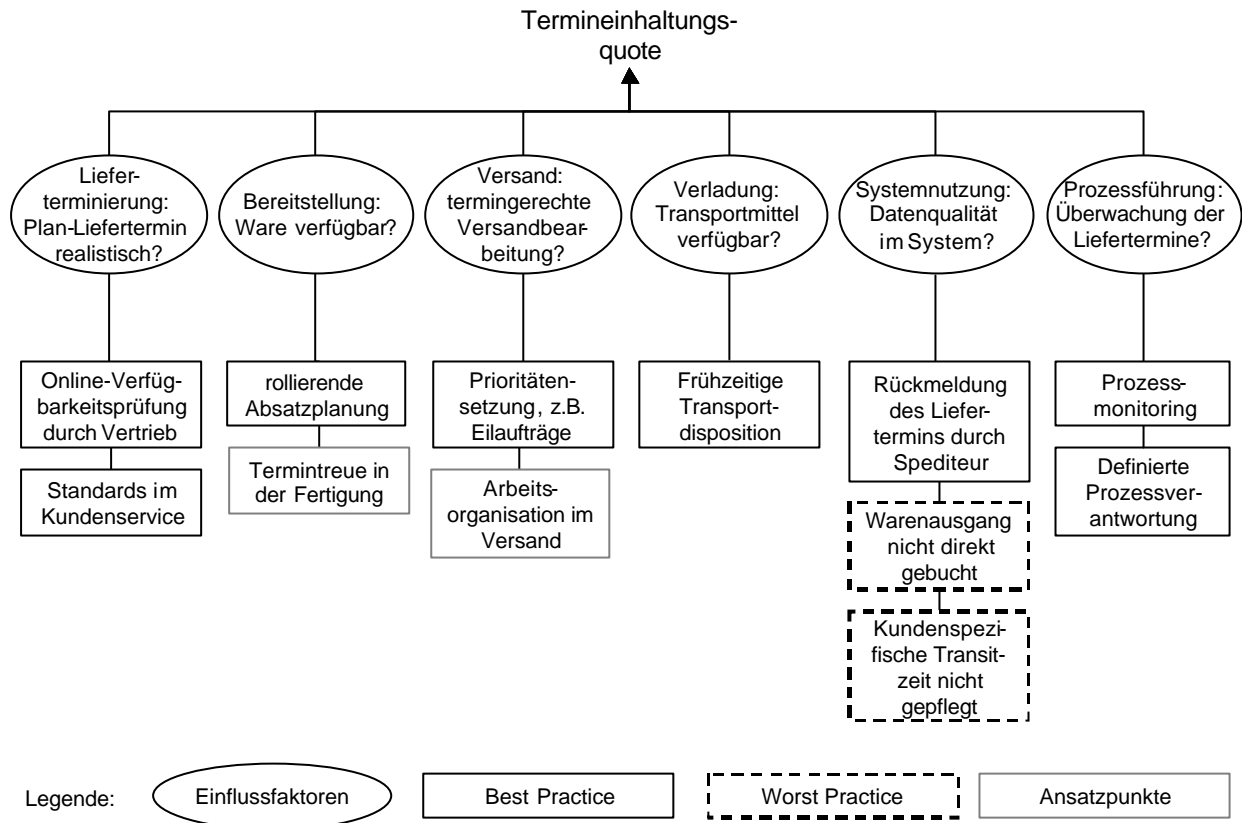 Termineinhaltungs-
quote
Liefer-
terminierung:
Plan-Liefertermin
realistisch?
Bereitstellung:
Ware verfügbar?
Versand:
termingerechte
Versandbear-
beitung?
Verladung:
Transportmittel
verfügbar?
Systemnutzung:
Datenqualität
im System?
Prozessführung:
Überwachung der
Liefertermine?
Online-Verfüg-
barkeitsprüfung
durch Vertrieb
Standards im
Kundenservice
rollierende
Absatzplanung
Termintreue in
der Fertigung
Prioritäten-
setzung, z.B.
Eilaufträge
Arbeits-
organisation im
Versand
Frühzeitige
Transport-
disposition
Rückmeldung
des Liefer-
termins durch
Spediteur
Warenausgang
nicht direkt
gebucht
Kundenspezi-
fische Transit-
zeit nicht
gepflegt
Prozess-
monitoring
Definierte
Prozessver-
antwortung
Legende:
Einflussfaktoren
Best Practice
Worst Practice
Ansatzpunkte